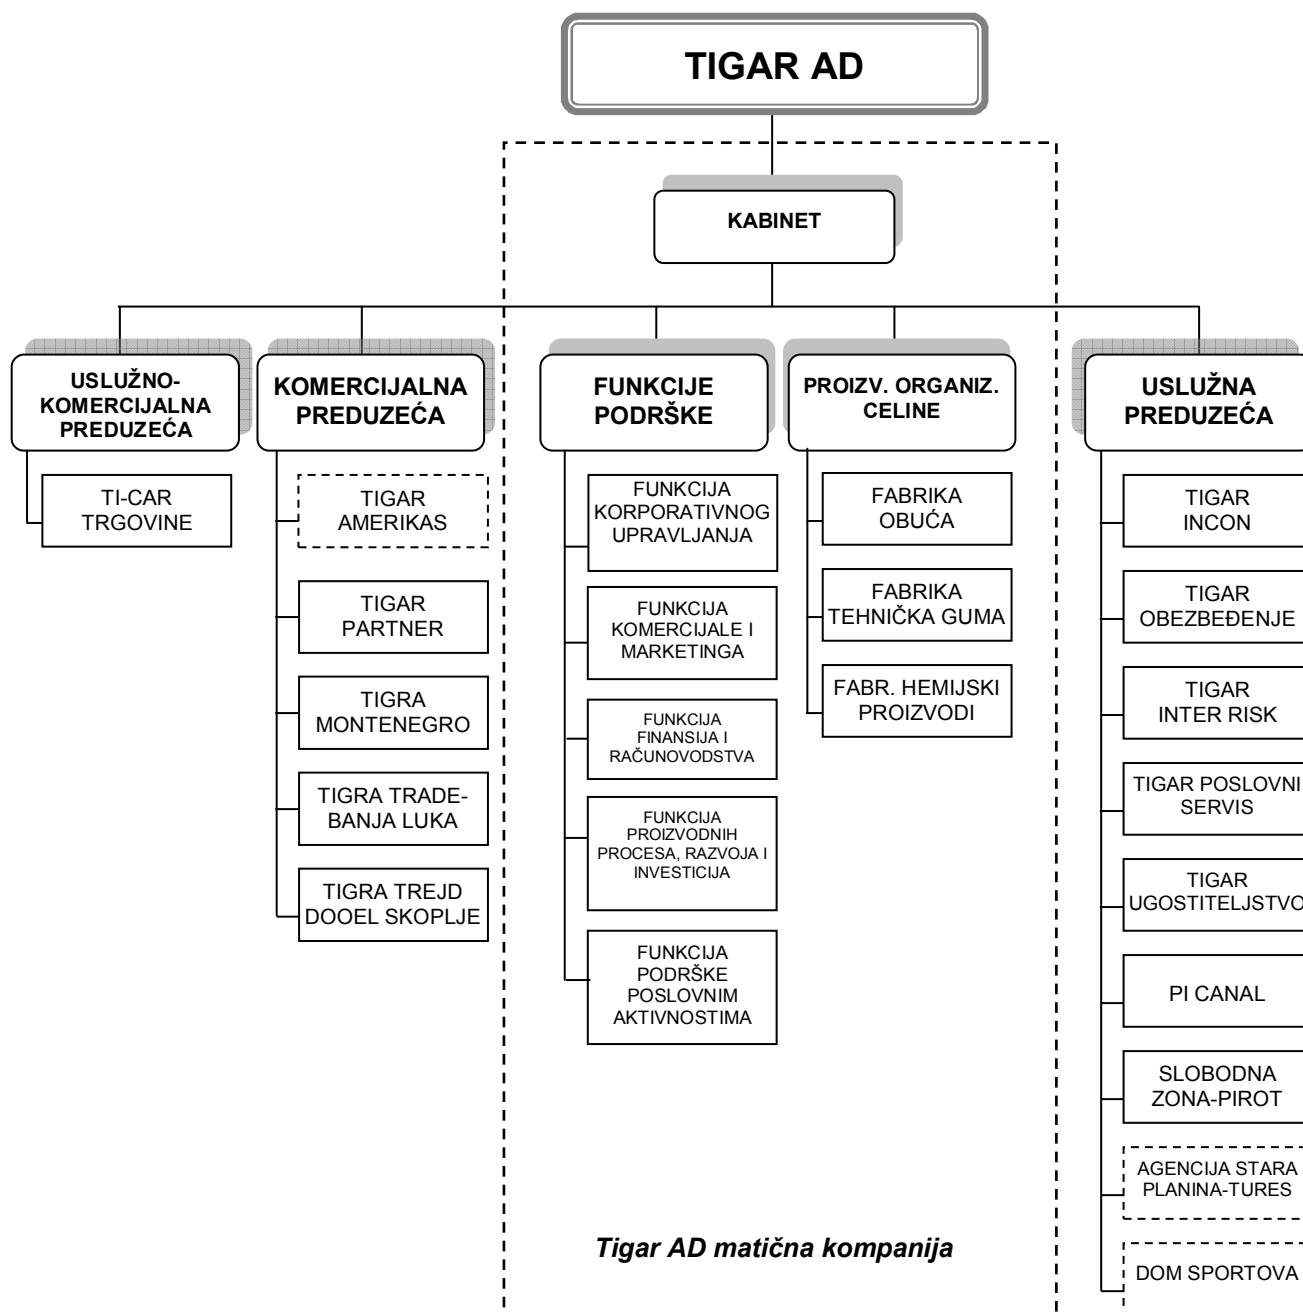 TIGAR AD
KABINET
USLUŽNO-
KOMERCIJALNA
PREDUZEĆA
TI-CAR
TRGOVINE
KOMERCIJALNA
PREDUZEĆA
TIGAR
AMERIKAS
TIGAR
PARTNER
TIGRA
MONTENEGRO
TIGRA TRADE-
BANJA LUKA
TIGRA TREJD
DOOEL SKOPLJE
FUNKCIJE
PODRŠKE
FUNKCIJA
KORPORATIVNOG
UPRAVLJANJA
FUNKCIJA
KOMERCIJALE I
MARKETINGA
FUNKCIJA
FINANSIJA I
RAČUNOVODSTVA
FUNKCIJA
PROIZVODNIH
PROCESA, RAZVOJA I
INVESTICIJA
FUNKCIJA
PODRŠKE
POSLOVNIM
AKTIVNOSTIMA
PROIZV. ORGANIZ.
CELINE
FABRIKA
OBUĆA
FABRIKA
TEHNIČKA GUMA
FABR. HEMIJSKI
PROIZVODI
USLUŽNA
PREDUZEĆA
TIGAR
INCON
TIGAR
OBEZBEĐENJE
TIGAR
INTER RISK
TIGAR POSLOVNI
SERVIS
TIGAR
UGOSTITELJSTVO
PI CANAL
SLOBODNA
ZONA-PIROT
AGENCIJA STARA
PLANINA-TURES
DOM SPORTOVA
Tigar AD matična kompanija